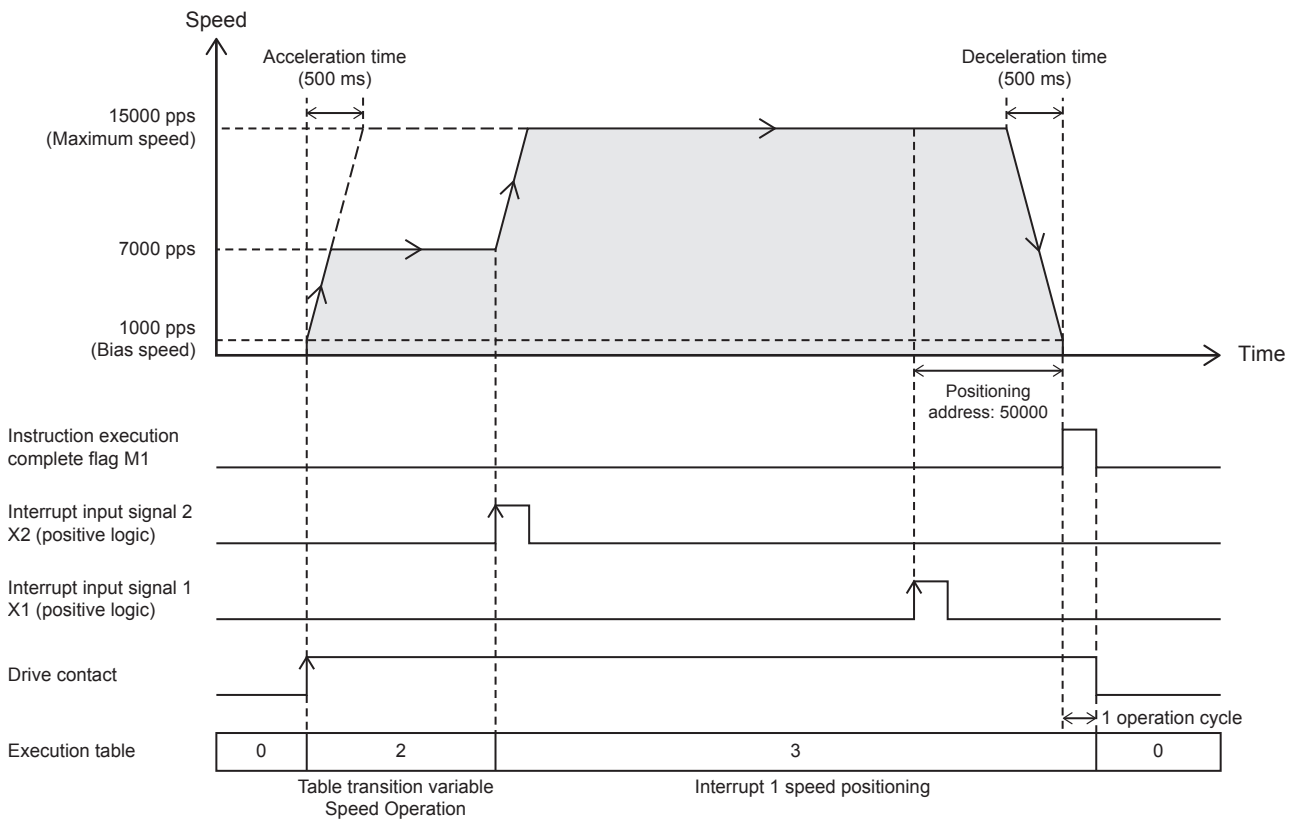 Speed
Acceleration time
(500 ms)
Deceleration time
(500 ms)
15000 pps
(Maximum speed)
7000 pps
1000 pps
(Bias speed)
Time
Positioning
address: 50000
Instruction execution
complete flag M1
Interrupt input signal 2
X2 (positive logic)
Interrupt input signal 1
X1 (positive logic)
Drive contact
1 operation cycle
Execution table
0
2
3
0
Table transition variable
Speed Operation
Interrupt 1 speed positioning